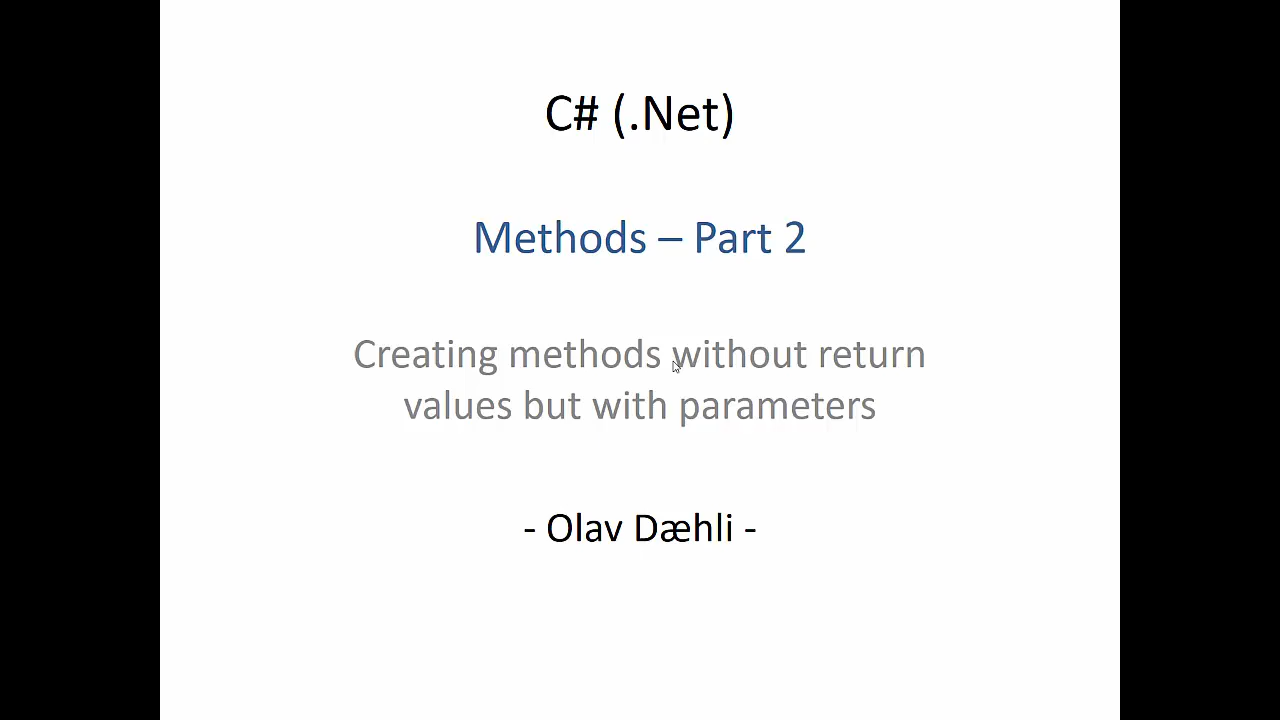 C# (.Net)
Methods – Part 2
Creating methods without return
values but with parameters
- Olav Dæhli -